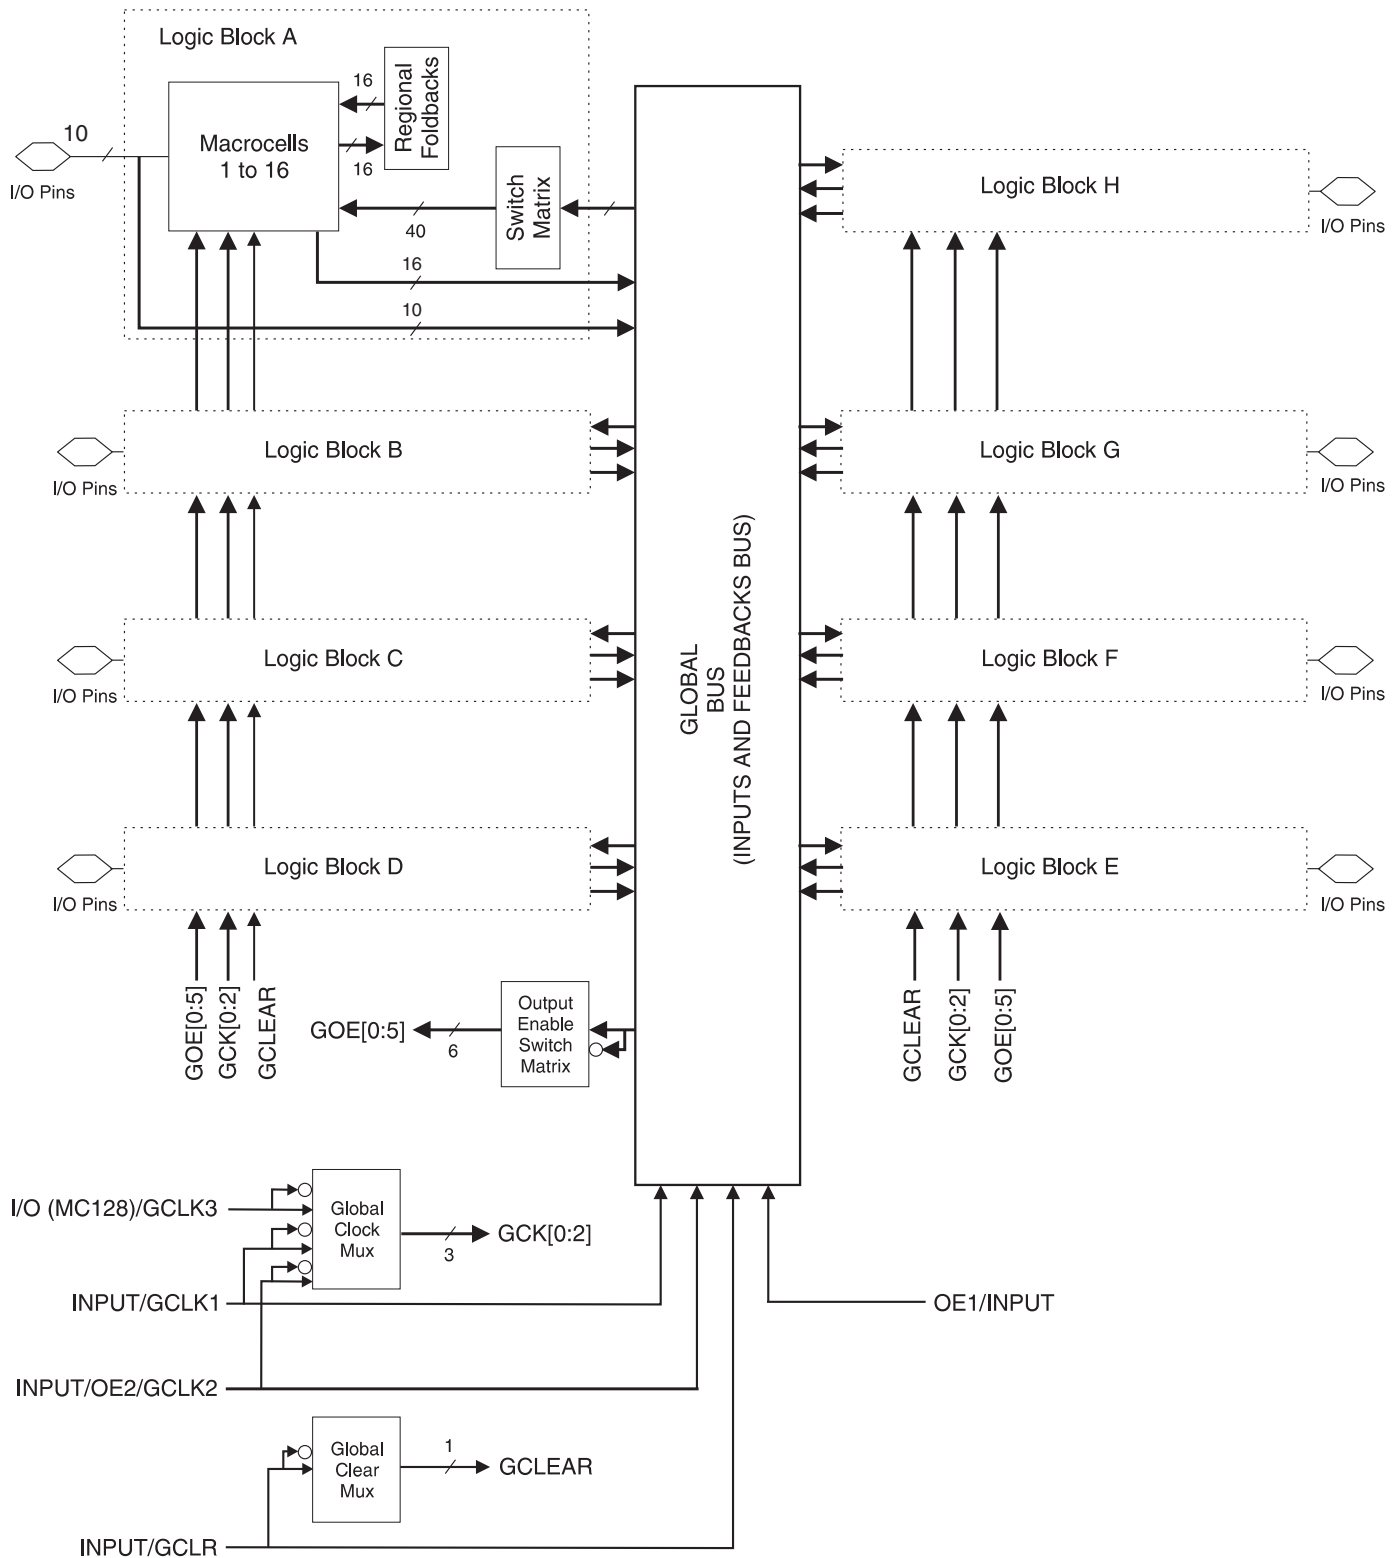 Logic Block A
Regional
Foldbacks
16
16
Macrocells
1 to 16
10
I/O Pins
Switch
Matrix
40
16
10
Logic Block H
I/O Pins
Logic Block B
I/O Pins
Logic Block G
I/O Pins
GLOBAL
BUS
(INPUTS AND FEEDBACKS BUS)
Logic Block C
I/O Pins
Logic Block F
I/O Pins
Logic Block D
I/O Pins
Logic Block E
I/O Pins
GOE[0:5]
GCK[0:2]
GCLEAR
GCLEAR
GCK[0:2]
GOE[0:5]
GOE[0:5]
6
Output
Enable
Switch
Matrix
I/O (MC128)/GCLK3
Global
Clock
Mux
3
GCK[0:2]
INPUT/GCLK1
OE1/INPUT
INPUT/OE2/GCLK2
Global
Clear
Mux
1
GCLEAR
INPUT/GCLR